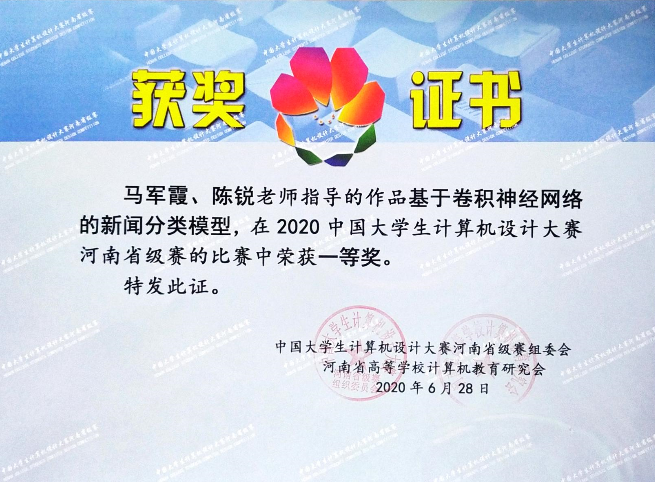 获奖 证书
马军霞、陈锐老师指导的作品基于卷积神经网络
的新闻分类模型，在2020中国大学生计算机设计大赛
河南省级赛的比赛中荣获一等奖。
特发此证。
中国大学生计算机设计大赛河南省级赛组委会
河南省高等学校计算机教育研究会
2020年6月28日